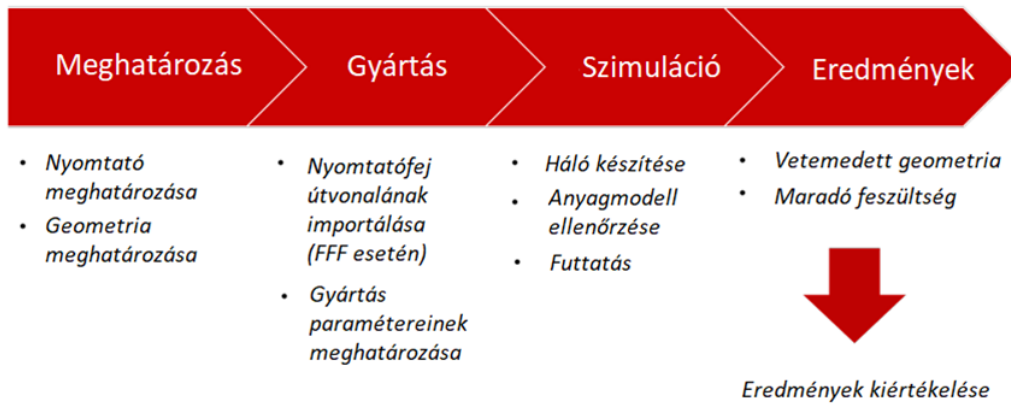 Meghatározás
Gyártás
Szimuláció
Eredmények
• Nyomtató
meghatározása
• Geometria
meghatározása
• Nyomtatófej
útvonalának
importálása
(FFF esetén)
• Gyártás
paramétereinek
meghatározása
• Háló készítése
• Anyagmodell
ellenőrzése
• Futtatás
• Vetemedett geometria
• Maradó feszültség
Eredmények kiértékelése